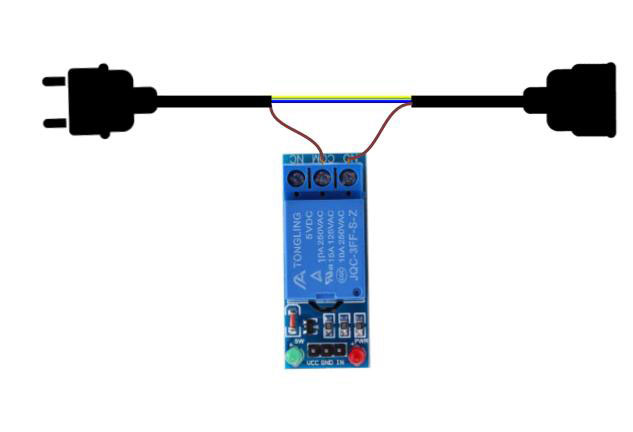 NC COM NO
TONGLING
5VDC
10A 250VAC
15A 125VAC
10A 250VAC
JQC-3FF-S-Z
SW
PWR
VCC GND IN